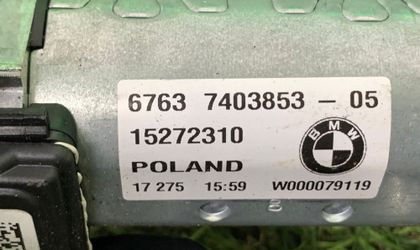 6763 7403853 - 05
15272310
BMW
POLAND
17 275 15:59 W000079119